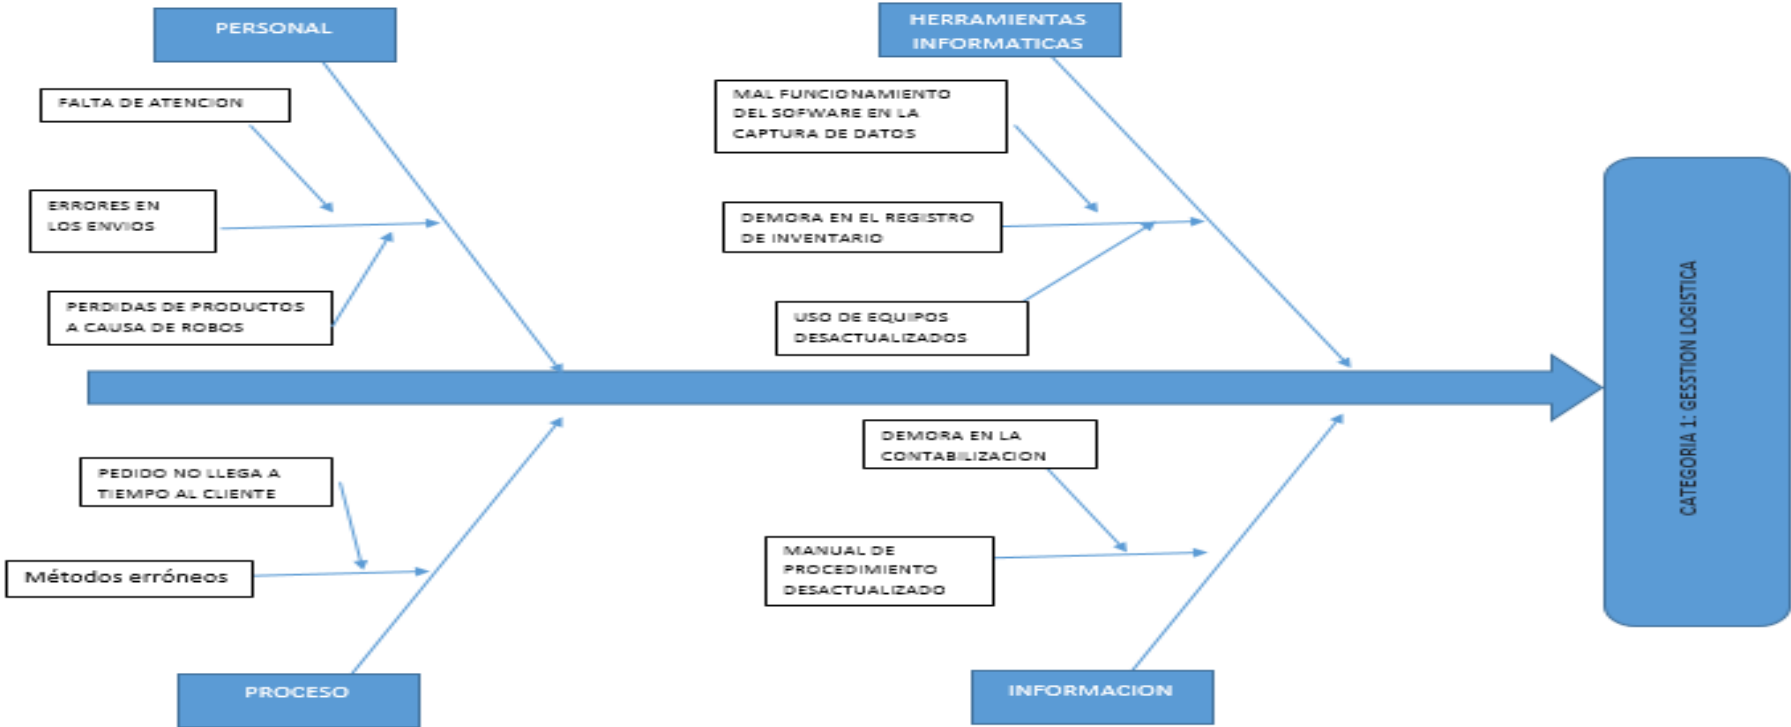 PERSONAL
HERRAMIENTAS
INFORMATICAS
FALTA DE ATENCION
MAL FUNCIONAMIENTO
DEL SOFWARE EN LA
CAPTURA DE DATOS
ERRORES EN
LOS ENVIOS
DEMORA EN EL REGISTRO
DE INVENTARIO
PERDIDAS DE PRODUCTOS
A CAUSA DE ROBOS
USO DE EQUIPOS
DESACTUALIZADOS
CATEGORIA 1: GESSTION LOGISTICA
DEMORA EN LA
CONTABILIZACION
PEDIDO NO LLEGA A
TIEMPO AL CLIENTE
MANUAL DE
PROCEDIMIENTO
DESACTUALIZADO
Métodos erróneos
PROCESO
INFORMACION